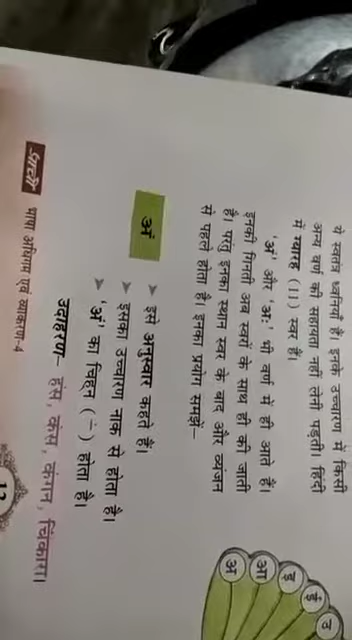 ये स्वतंत्र ध्वनियाँ हैं। इनके उच्चारण में किसी
अन्य वर्ण की सहायता नहीं लेनी पड़ती। हिंदी
में ग्यारह (11) स्वर हैं।
'अं' और 'अः' भी वर्ण में ही आते हैं।
इनकी गिनती अब स्वरों के साथ ही की जाती
है। परंतु इनका स्थान स्वर के बाद और व्यंजन
से पहले होता है। इनका प्रयोग समझें–
अ
आ
इ
ई
उ
अं
➤ इसे अनुस्वार कहते हैं।
➤ इसका उच्चारण नाक से होता है।
➤ 'अं' का चिह्न (ं) होता है।
उदाहरण– हंस, कंस, कंगन, चिंकारा।
प्राची भाषा अधिगम एवं व्याकरण-4